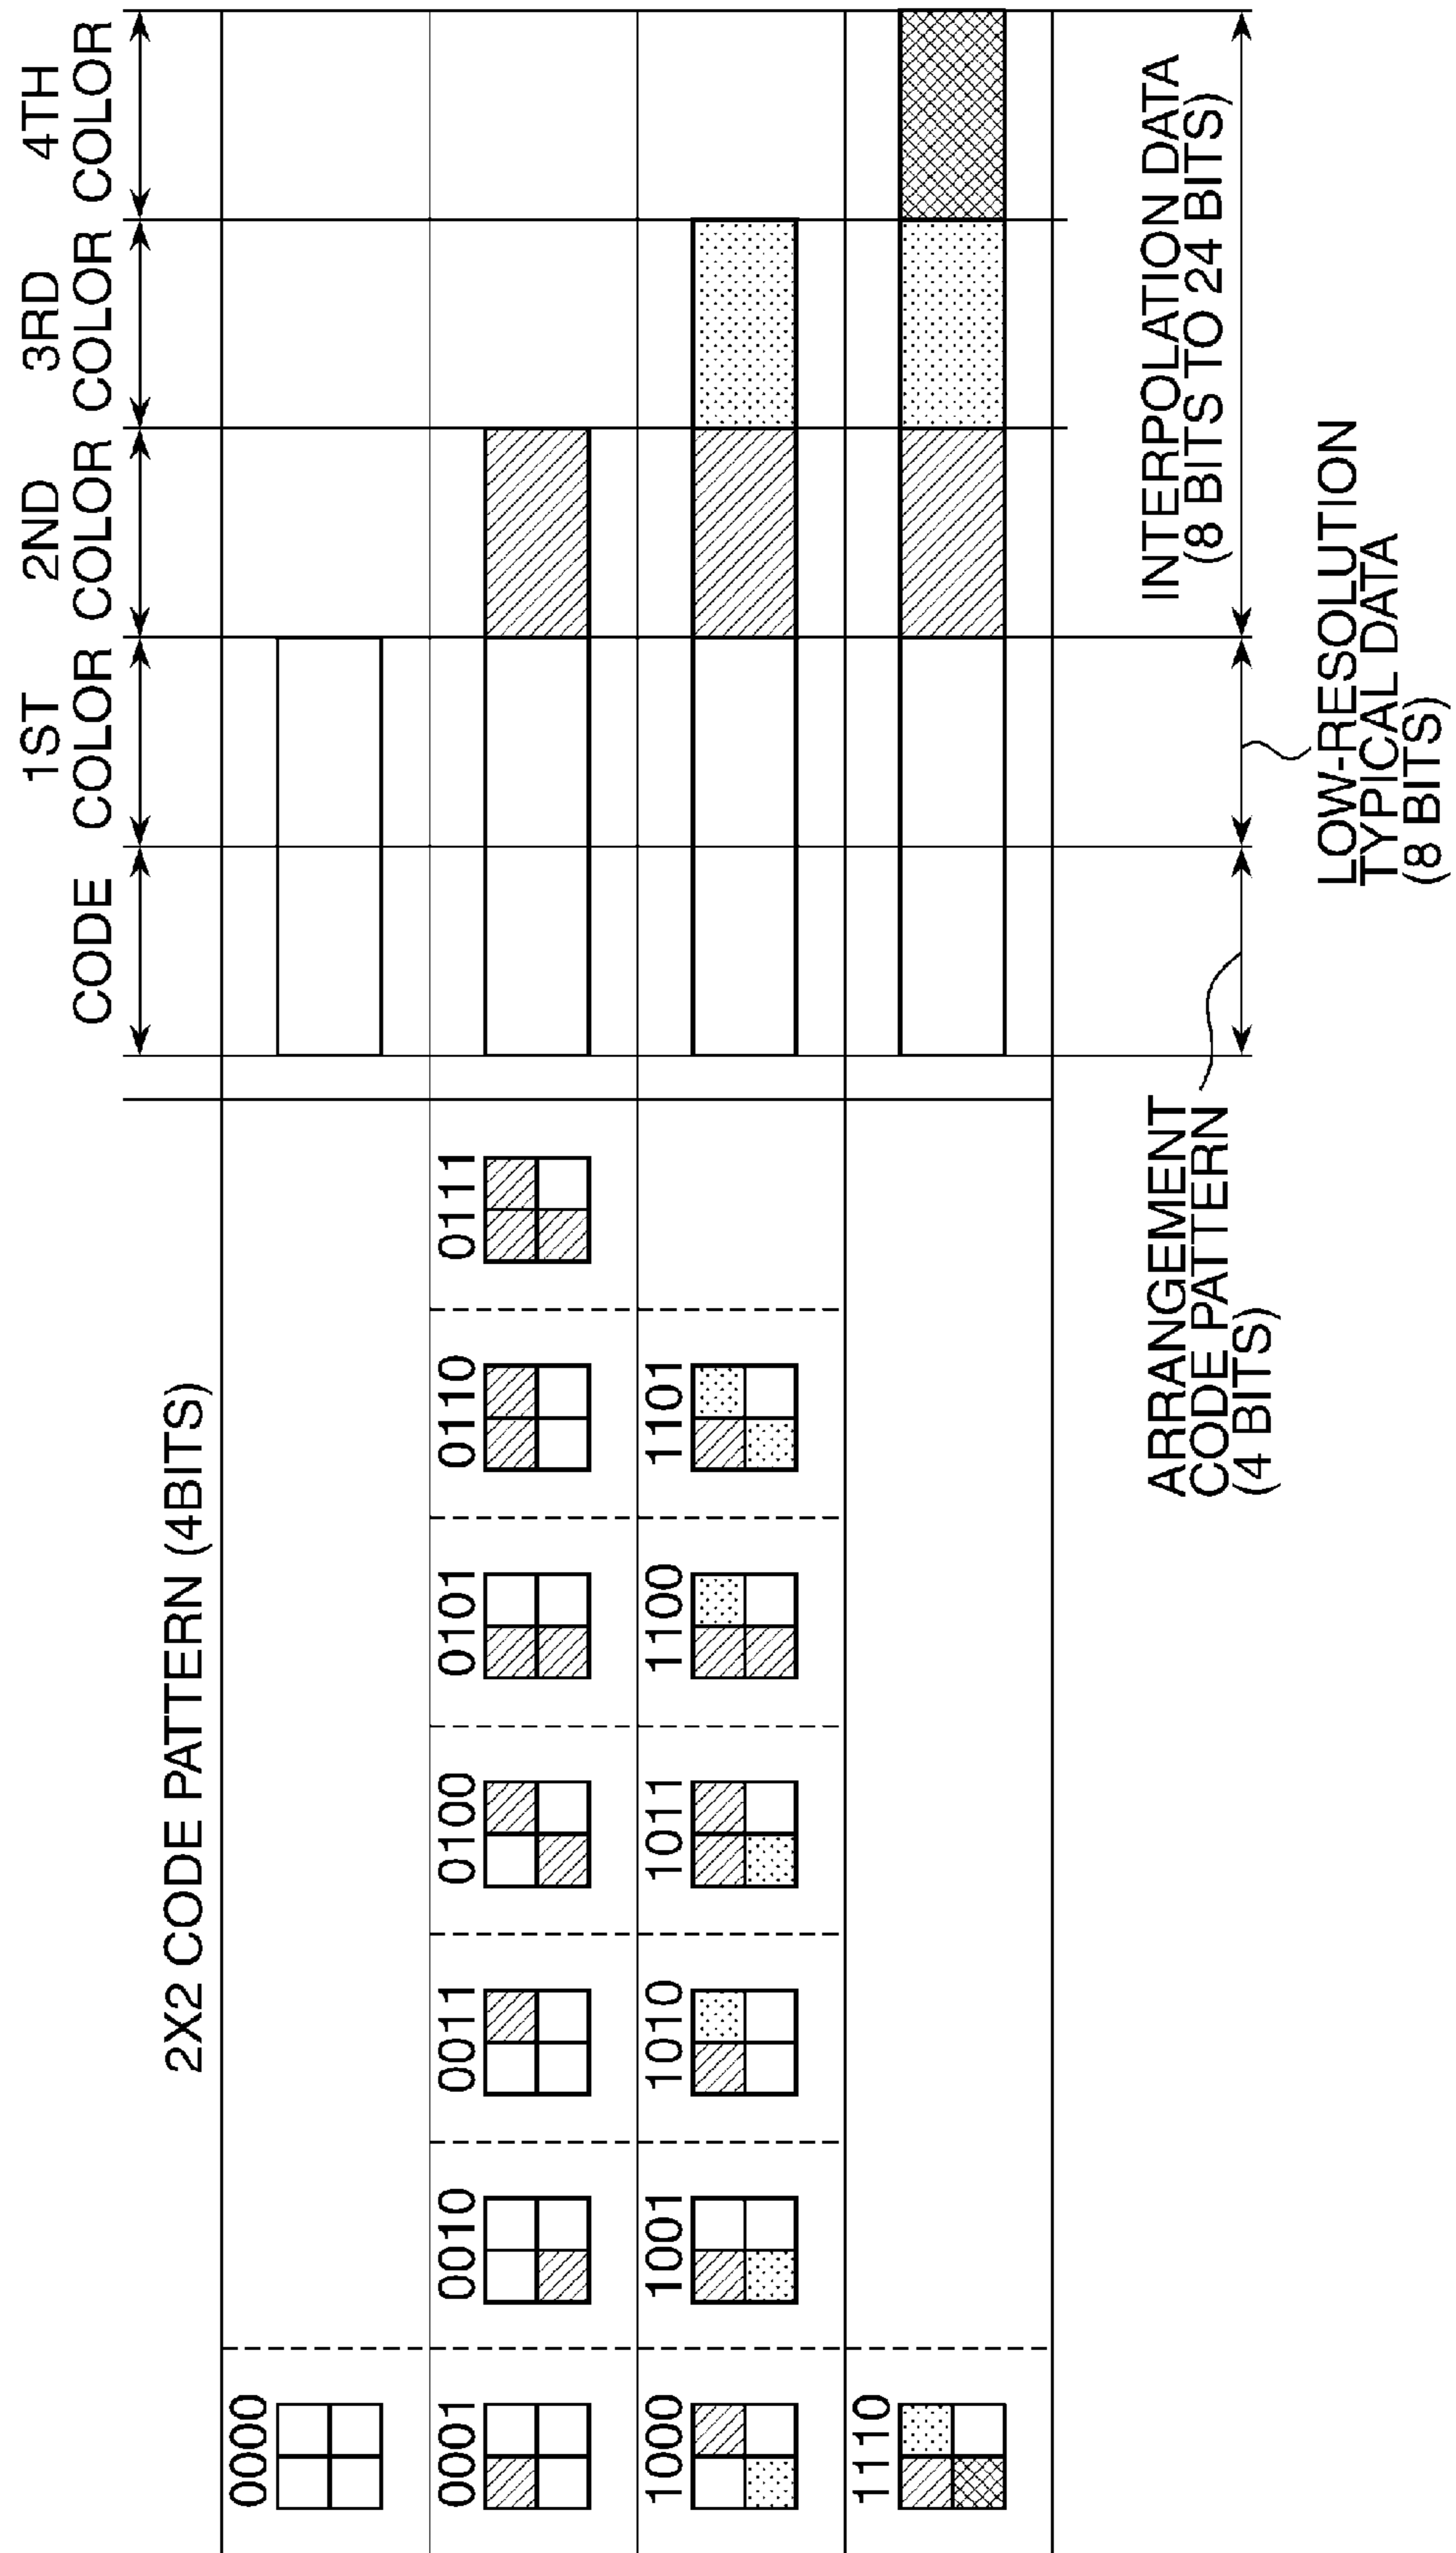 2X2 CODE PATTERN (4BITS)
CODE
1ST
COLOR
2ND
COLOR
3RD
COLOR
4TH
COLOR
0000
0001
0010
0011
0100
0101
0110
0111
1000
1001
1010
1011
1100
1101
1110
ARRANGEMENT
CODE PATTERN
(4 BITS)
LOW-RESOLUTION
TYPICAL DATA
(8 BITS)
INTERPOLATION DATA
(8 BITS TO 24 BITS)